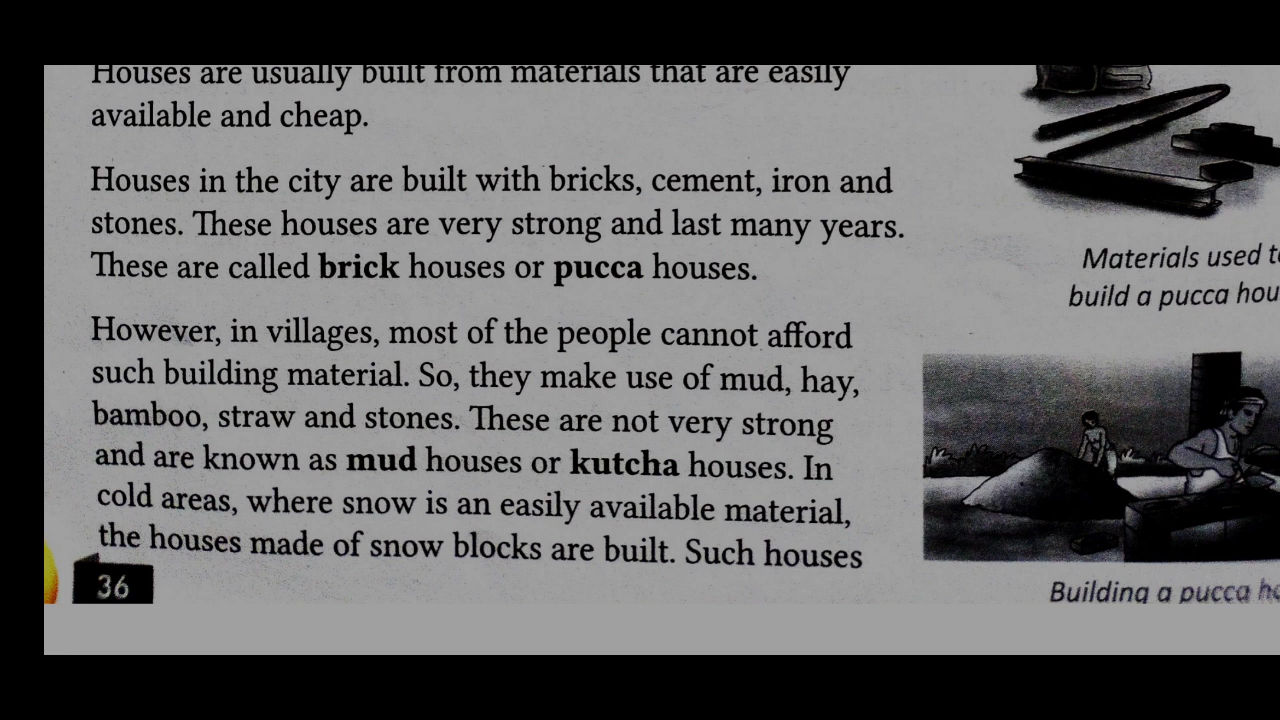 Houses are usually built from materials that are easily
available and cheap.
Houses in the city are built with bricks, cement, iron and
stones. These houses are very strong and last many years.
These are called brick houses or pucca houses.
However, in villages, most of the people cannot afford
such building material. So, they make use of mud, hay,
bamboo, straw and stones. These are not very strong
and are known as mud houses or kutcha houses. In
cold areas, where snow is an easily available material,
the houses made of snow blocks are built. Such houses
36
Materials used
build a pucca
Building a pucca